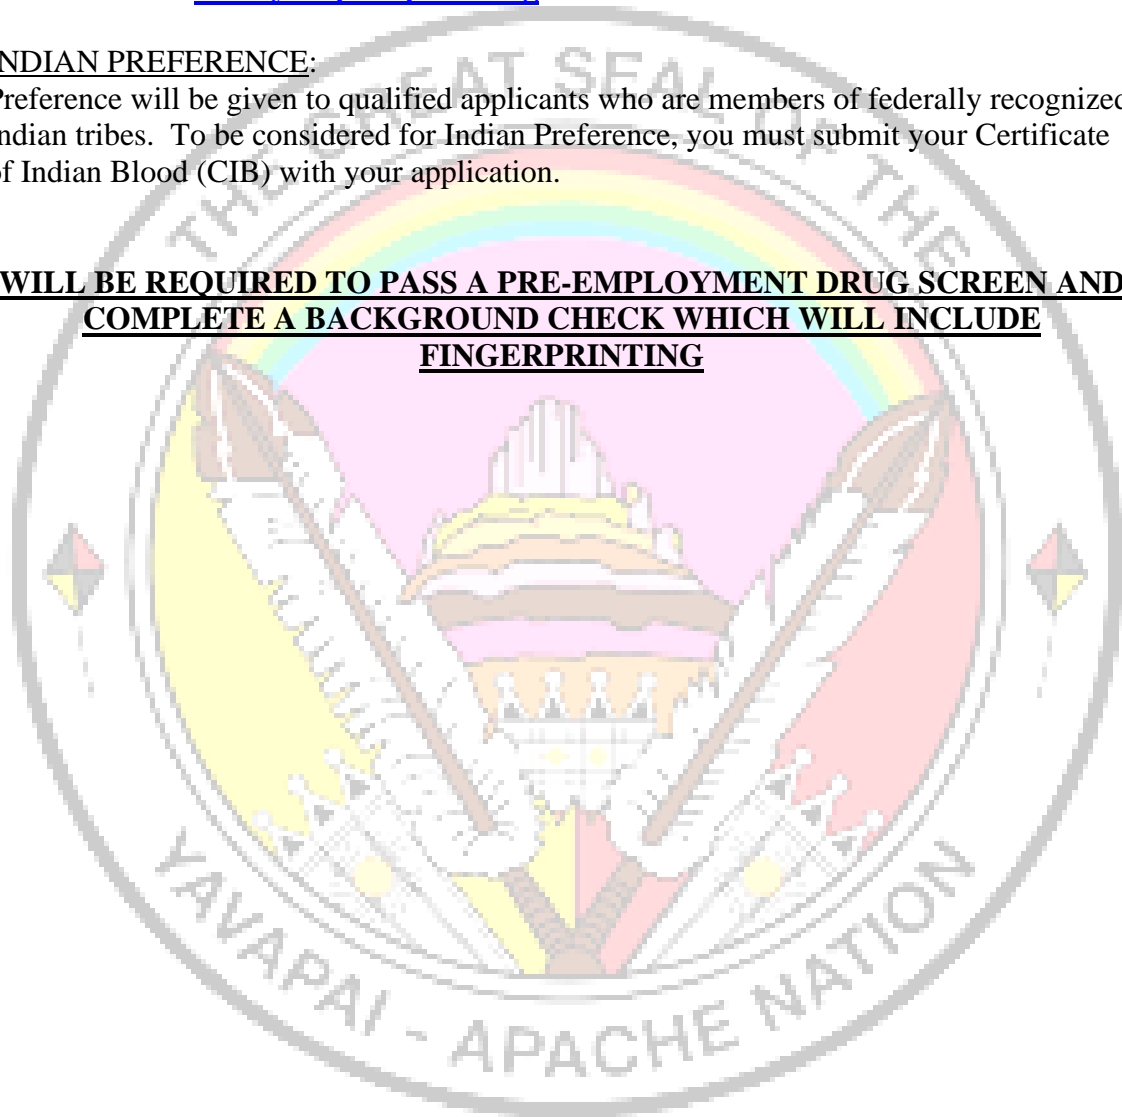 NDIAN PREFERENCE:
Preference will be given to qualified applicants who are members of federally recognized
ndian tribes. To be considered for Indian Preference, you must submit your Certificate
of Indian Blood (CIB) with your application.
WILL BE REQUIRED TO PASS A PRE-EMPLOYMENT DRUG SCREEN AND
COMPLETE A BACKGROUND CHECK WHICH WILL INCLUDE
FINGERPRINTING
THE GREAT SEAL OF THE
YAVAPAI - APACHE NATION